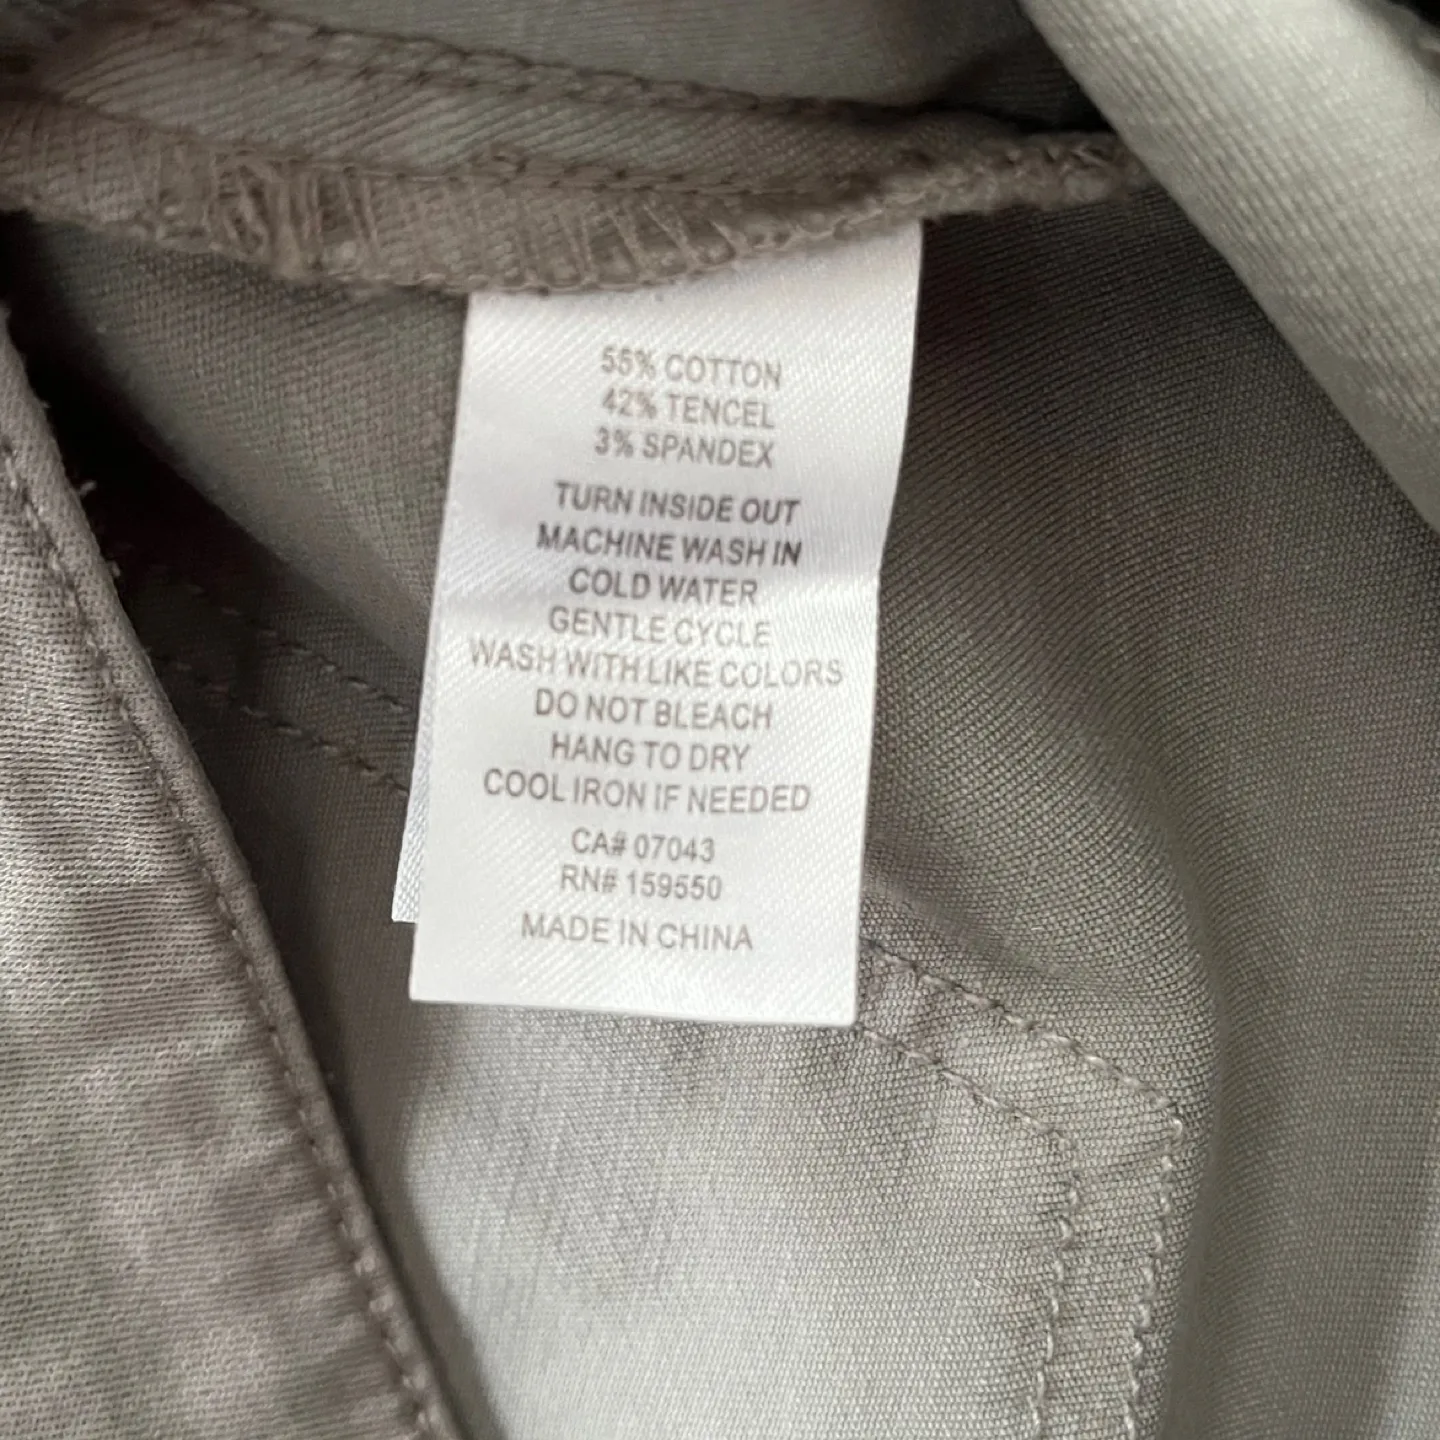 55% COTTON
42% TENCEL
3% SPANDEX
TURN INSIDE OUT
MACHINE WASH IN
COLD WATER
GENTLE CYCLE
WASH WITH LIKE COLORS
DO NOT BLEACH
HANG TO DRY
COOL IRON IF NEEDED
CA# 07043
RN# 159550
MADE IN CHINA